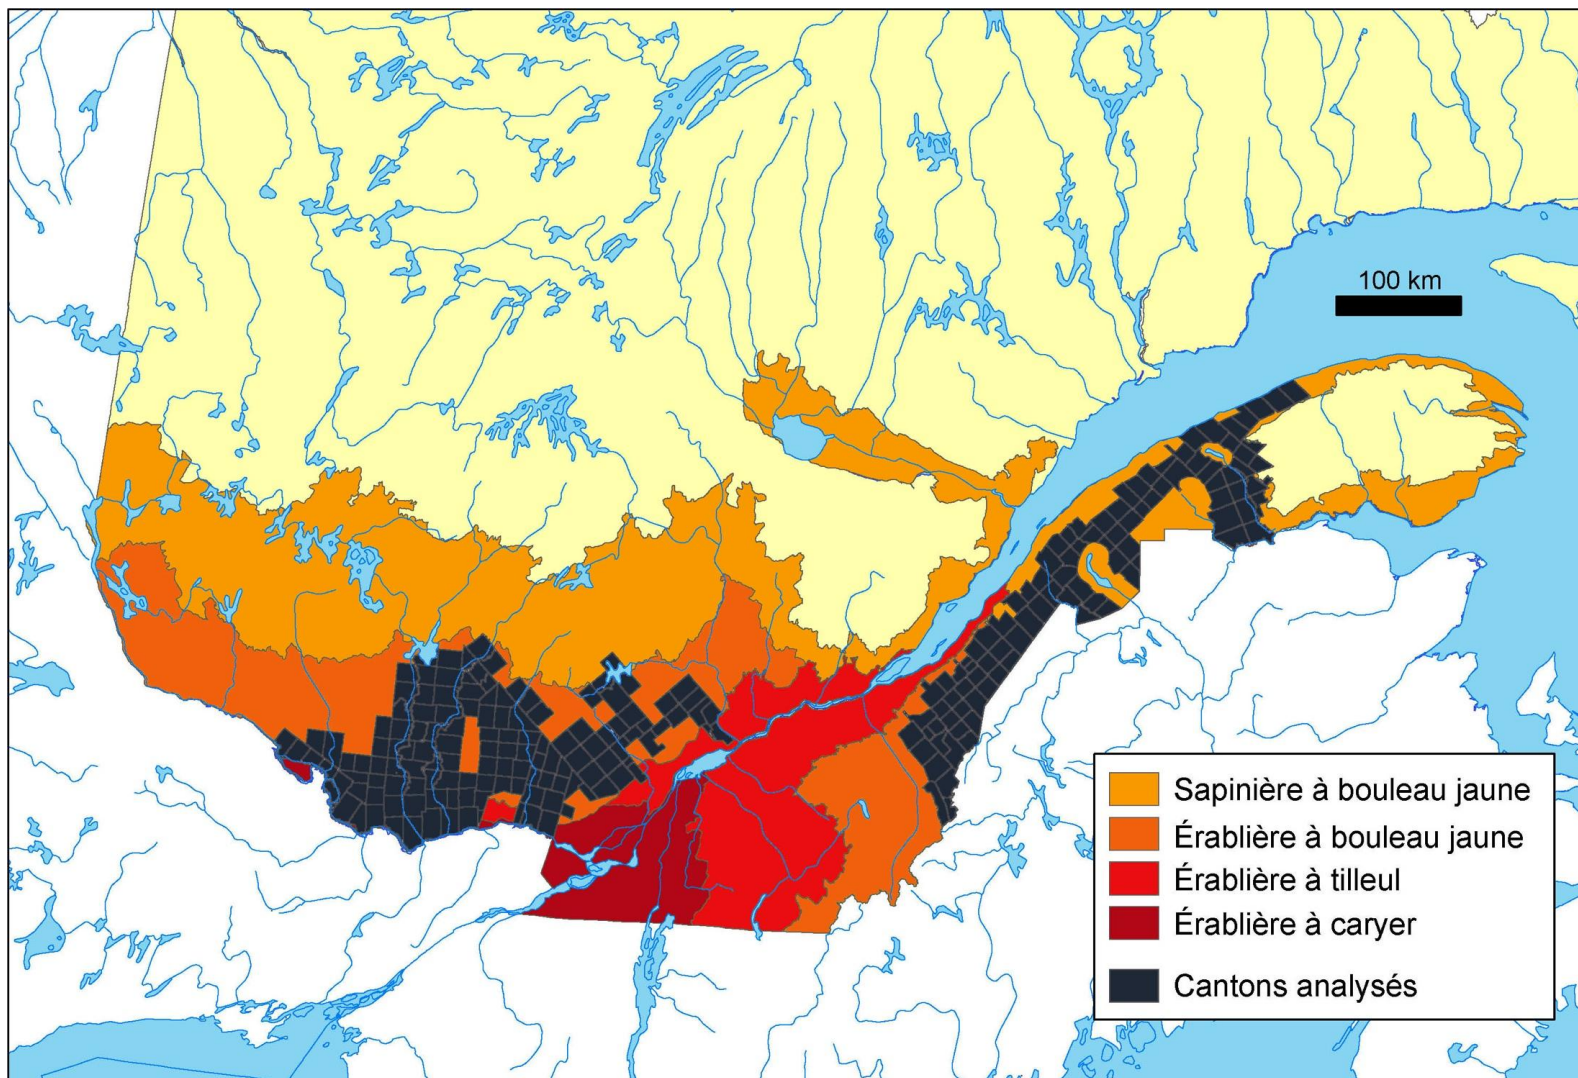 100 km
Sapinière à bouleau jaune
Érablière à bouleau jaune
Érablière à tilleul
Érablière à caryer
Cantons analysés